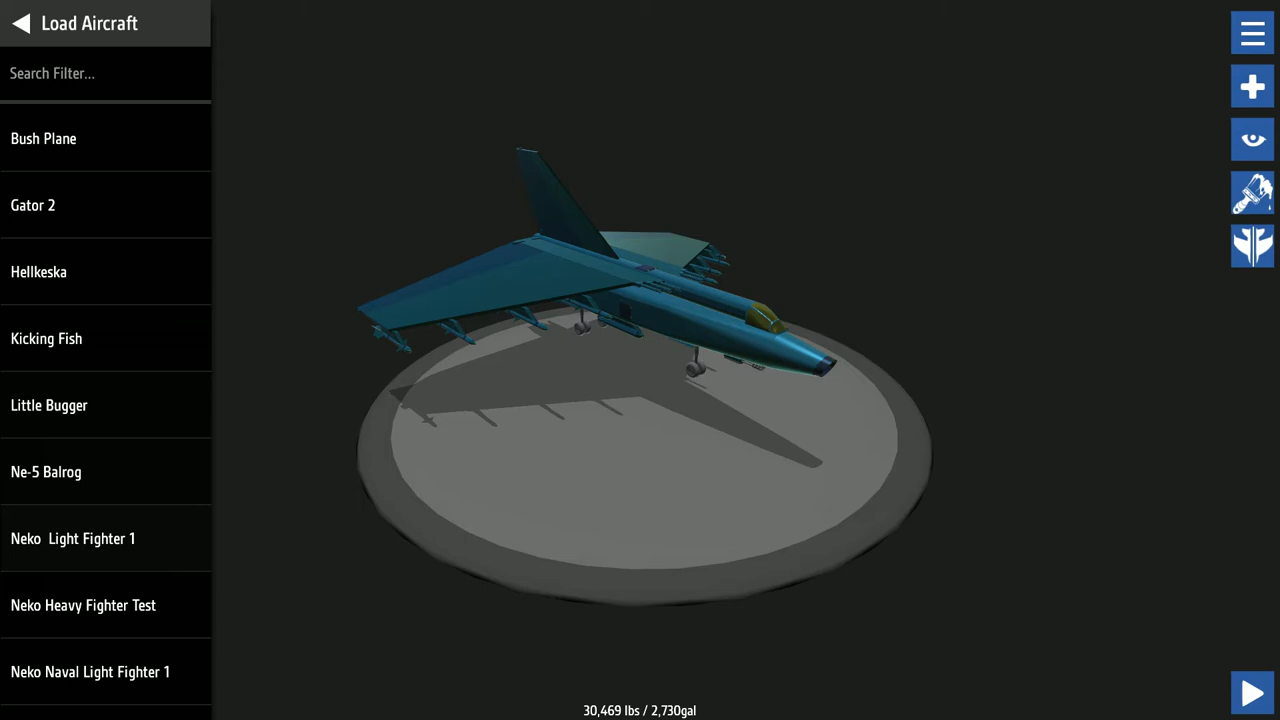 Load Aircraft
Search Filter...
Bush Plane
Gator 2
Hellkeska
Kicking Fish
Little Bugger
Ne-5 Balrog
Neko  Light Fighter 1
Neko Heavy Fighter Test
Neko Naval Light Fighter 1
30,469 lbs / 2,730gal